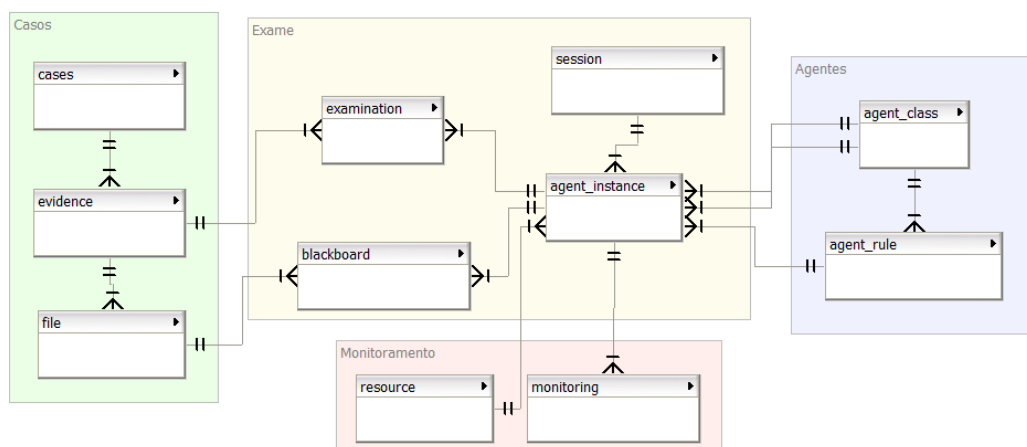 Casos
cases
evidence
file
Exame
session
examination
agent_instance
blackboard
Agentes
agent_class
agent_rule
Monitoramento
resource
monitoring